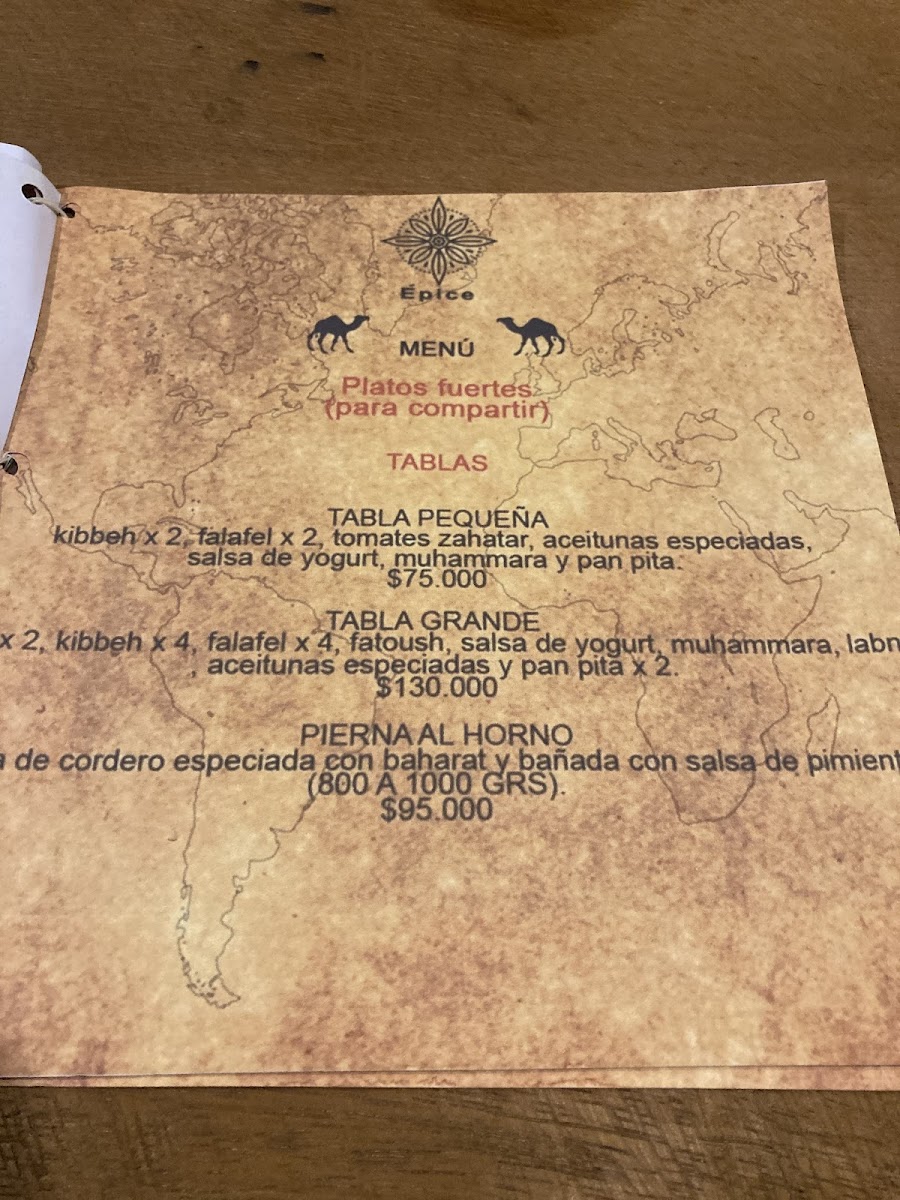 Épice
MENÚ
Platos fuertes
(para compartir)
TABLAS
TABLA PEQUEÑA
kibbeh x 2, falafel x 2, tomates zahatar, aceitunas especiadas,
salsa de yogurt, muhammara y pan pita.
$75.000
TABLA GRANDE
x 2, kibbeh x 4, falafel x 4, fatoush, salsa de yogurt, muhammara, labn
, aceitunas especiadas y pan pita x 2.
$130.000
PIERNA AL HORNO
a de cordero especiada con baharat y bañada con salsa de pimient
(800 A 1000 GRS).
$95.000